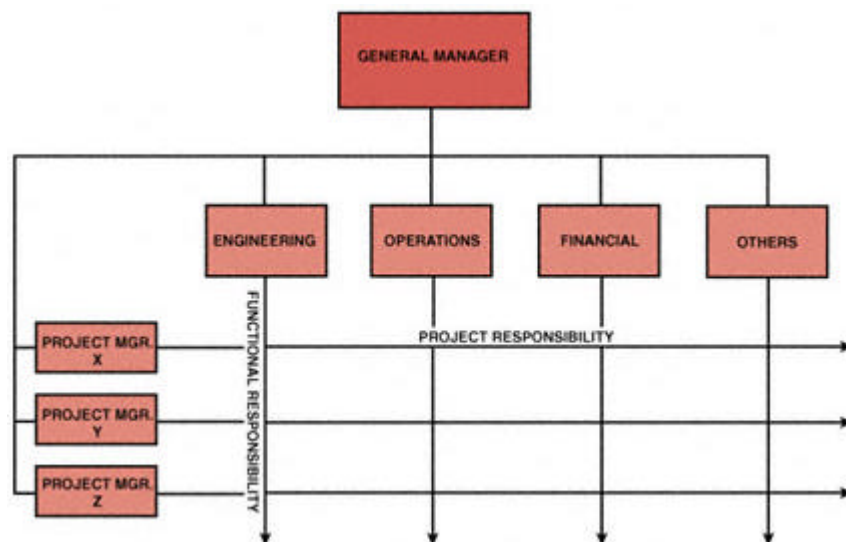 GENERAL MANAGER
ENGINEERING
OPERATIONS
FINANCIAL
OTHERS
FUNCTIONAL RESPONSIBILITY
PROJECT RESPONSIBILITY
PROJECT MGR.
X
PROJECT MGR.
Y
PROJECT MGR.
Z